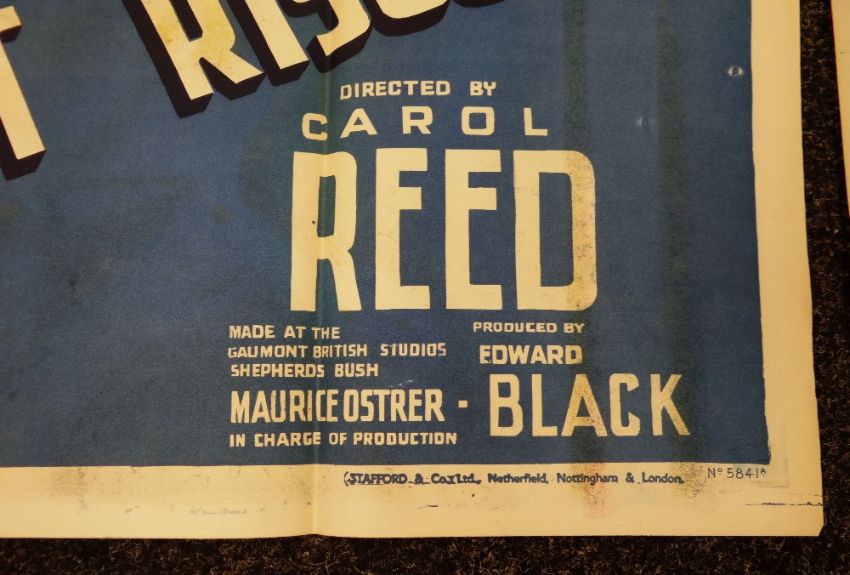 DIRECTED BY
CAROL
REED
MADE AT THE
GAUMONT BRITISH STUDIOS
SHEPHERDS BUSH
MAURICE OSTRER -
IN CHARGE OF PRODUCTION
PRODUCED BY
EDWARD
BLACK
(STAFFORD & Co., Ltd., Netherfield, Nottingham & London.
Nº 5841ᴬ